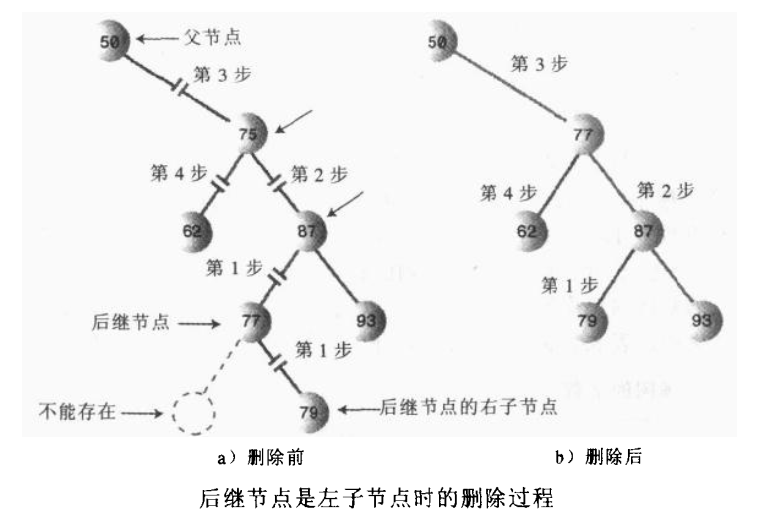 50 父节点 50
第3步 第3步
75 77
第4步 第2步 第4步 第2步
62 87 62 87
第1步 第1步
后继节点 77 93 79 93
第1步
不能存在 79 后继节点的右子节点
a）删除前 b）删除后
后继节点是左子节点时的删除过程